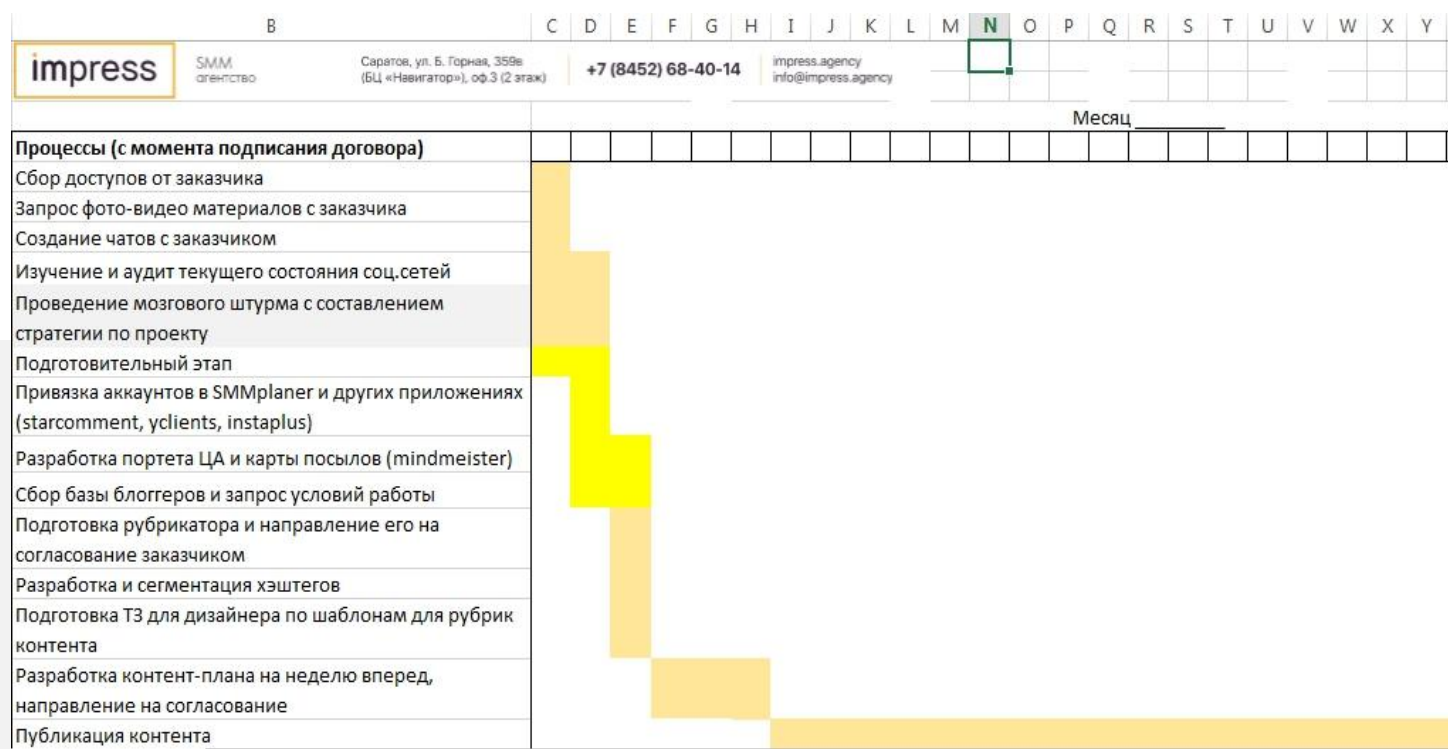 B C D E F G H I J K L M N O P Q R S T U V W X Y
impress
SMM
агентство
Саратов, ул. Б. Горная, 359в
(БЦ «Навигатор»), оф.3 (2 этаж)
+7 (8452) 68-40-14
impress.agency
info@impress.agency
Месяц __________
Процессы (с момента подписания договора)
Сбор доступов от заказчика
Запрос фото-видео материалов с заказчика
Создание чатов с заказчиком
Изучение и аудит текущего состояния соц.сетей
Проведение мозгового штурма с составлением
стратегии по проекту
Подготовительный этап
Привязка аккаунтов в SMMplaner и других приложениях
(starcomment, yclients, instaplus)
Разработка портета ЦА и карты посылов (mindmeister)
Сбор базы блоггеров и запрос условий работы
Подготовка рубрикатора и направление его на
согласование заказчиком
Разработка и сегментация хэштегов
Подготовка ТЗ для дизайнера по шаблонам для рубрик
контента
Разработка контент-плана на неделю вперед,
направление на согласование
Публикация контента